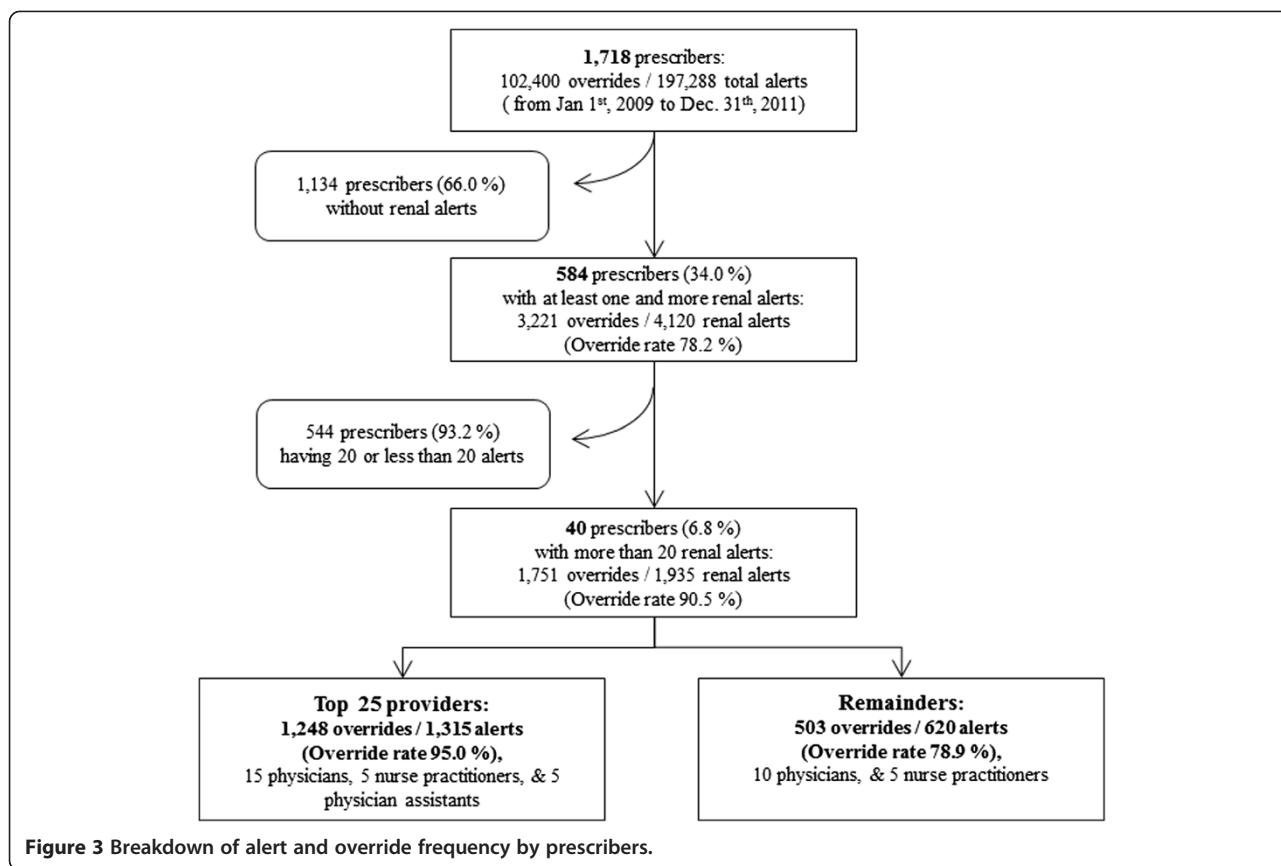 1,718 prescribers:
102,400 overrides / 197,288 total alerts
( from Jan 1st, 2009 to Dec. 31th, 2011)
1,134 prescribers (66.0 %)
without renal alerts
584 prescribers (34.0 %)
with at least one and more renal alerts:
3,221 overrides / 4,120 renal alerts
(Override rate 78.2 %)
544 prescribers (93.2 %)
having 20 or less than 20 alerts
40 prescribers (6.8 %)
with more than 20 renal alerts:
1,751 overrides / 1,935 renal alerts
(Override rate 90.5 %)
Top 25 providers:
1,248 overrides / 1,315 alerts
(Override rate 95.0 %),
15 physicians, 5 nurse practitioners, & 5
physician assistants
Remainders:
503 overrides / 620 alerts
(Override rate 78.9 %),
10 physicians, & 5 nurse practitioners
Figure 3 Breakdown of alert and override frequency by prescribers.